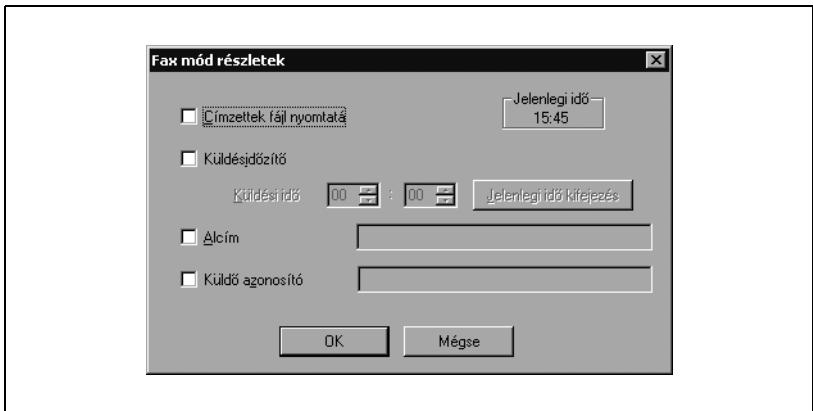 Fax mód részletek
Címzettek fájl nyomtatá
Jelenlegi idő
15:45
Küldésidőzítő
Küldési idő 00 : 00 Jelenlegi idő kifejezés
Alcím
Küldő azonosító
OK Mégse